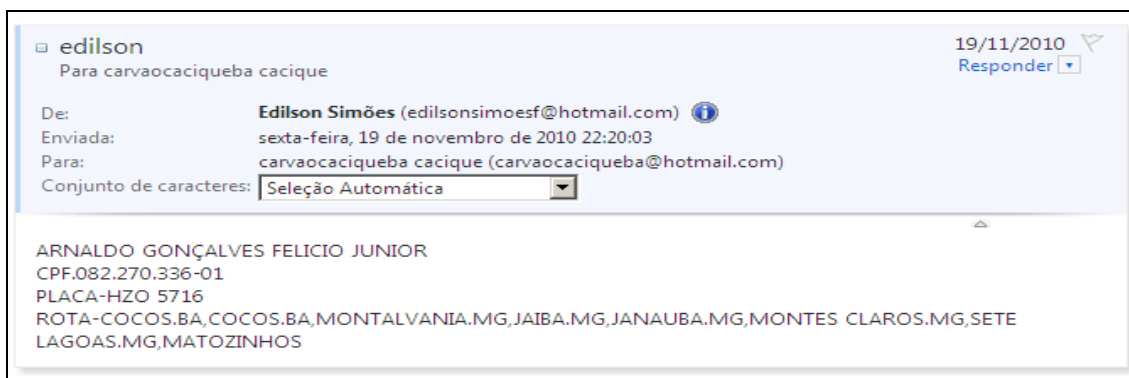 edilson
19/11/2010
Para carvaocaciqueba cacique
Responder
De: Edilson Simões (edilsonsimoesf@hotmail.com)
Enviada: sexta-feira, 19 de novembro de 2010 22:20:03
Para: carvaocaciqueba cacique (carvaocaciqueba@hotmail.com)
Conjunto de caracteres: Seleção Automática
ARNALDO GONÇALVES FELICIO JUNIOR
CPF.082.270.336-01
PLACA-HZO 5716
ROTA-COCOS.BA,COCOS.BA,MONTALVANIA.MG,JAIBA.MG,JANAUBA.MG,MONTES CLAROS.MG,SETE
LAGOAS.MG,MATOZINHOS